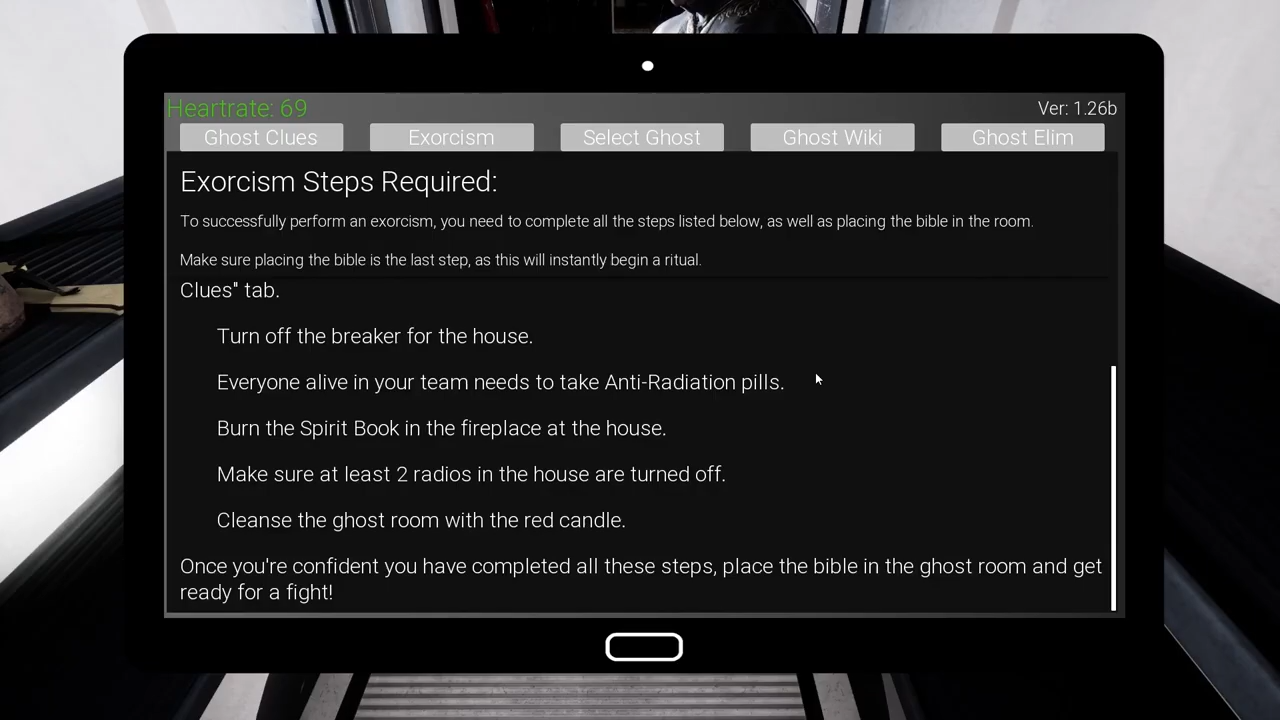 Heartrate: 69
Ver: 1.26b
Ghost Clues
Exorcism
Select Ghost
Ghost Wiki
Ghost Elim
Exorcism Steps Required:
To successfully perform an exorcism, you need to complete all the steps listed below, as well as placing the bible in the room.
Make sure placing the bible is the last step, as this will instantly begin a ritual.
Clues" tab.
Turn off the breaker for the house.
Everyone alive in your team needs to take Anti-Radiation pills.
Burn the Spirit Book in the fireplace at the house.
Make sure at least 2 radios in the house are turned off.
Cleanse the ghost room with the red candle.
Once you're confident you have completed all these steps, place the bible in the ghost room and get
ready for a fight!